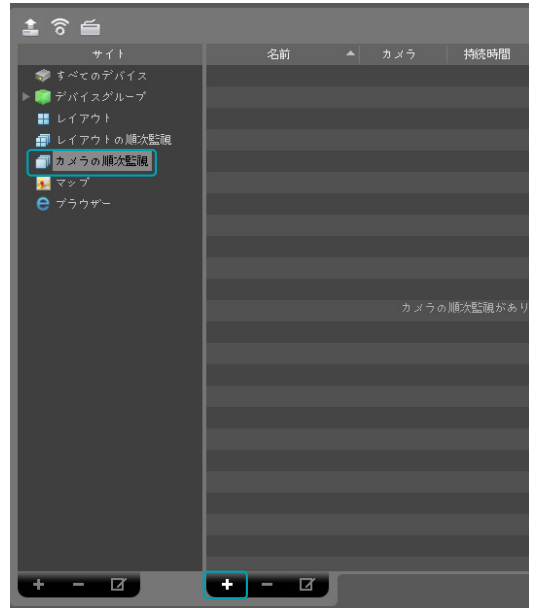 サイト
名前 カメラ 持続時間
すべてのデバイス
デバイスグループ
レイアウト
レイアウトの順次監視
カメラの順次監視
マップ
ブラウザー
カメラの順次監視があり